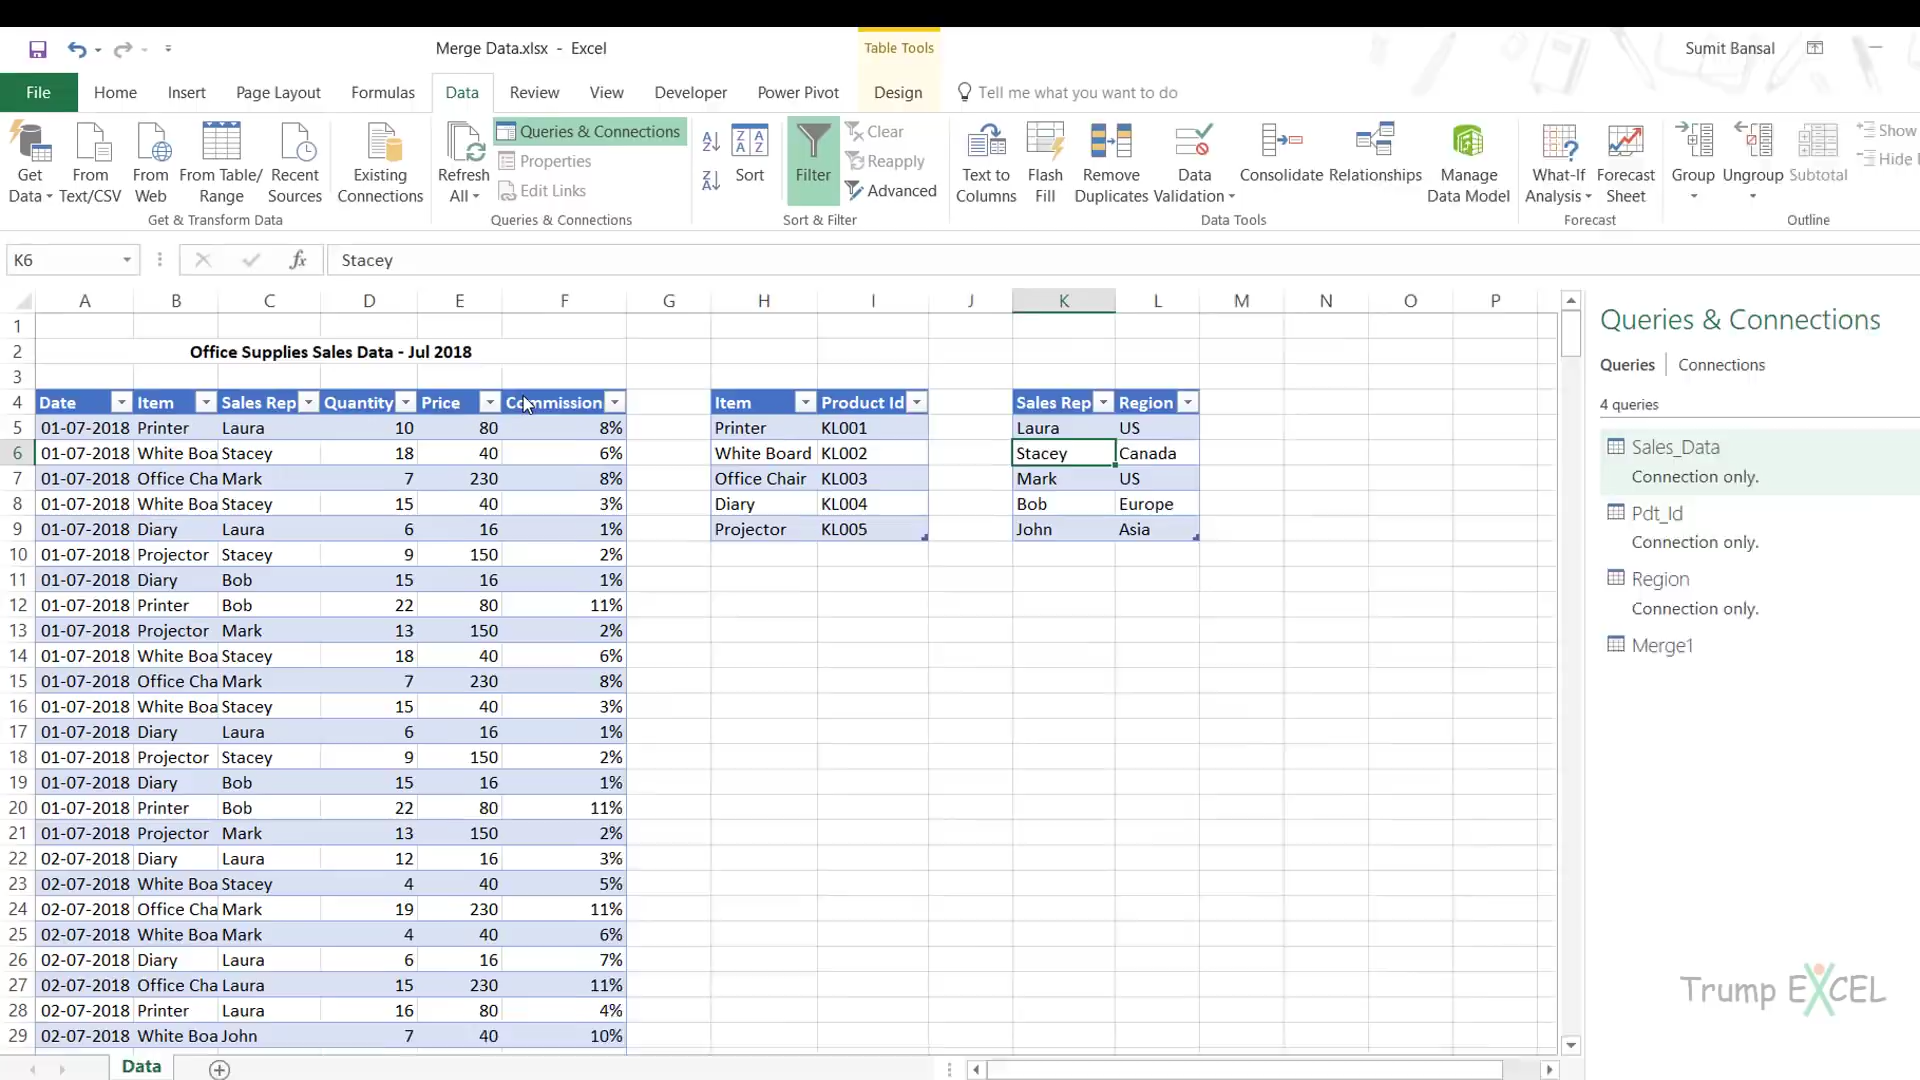 Merge Data.xlsx - Excel
Table Tools
Sumit Bansal
File Home Insert Page Layout Formulas Data Review View Developer Power Pivot Design Tell me what you want to do
Get Data
From Text/CSV
From Web
From Table/ Range
Recent Sources
Existing Connections
Refresh All
Queries & Connections
Properties
Edit Links
Sort
Filter
Clear
Reapply
Advanced
Text to Columns
Flash Fill
Remove Duplicates
Data Validation
Consolidate
Relationships
Manage Data Model
What-If Analysis
Forecast Sheet
Group
Ungroup
Subtotal
Show
Hide
Get & Transform Data
Queries & Connections
Sort & Filter
Data Tools
Forecast
Outline
K6 fx Stacey
A B C D E F G H I J K L M N O P
1
2 Office Supplies Sales Data - Jul 2018
3
4 Date Item Sales Rep Quantity Price Commission Item Product Id Sales Rep Region
5 01-07-2018 Printer Laura 10 80 8% Printer KL001 Laura US
6 01-07-2018 White Boa Stacey 18 40 6% White Board KL002 Stacey Canada
7 01-07-2018 Office Cha Mark 7 230 8% Office Chair KL003 Mark US
8 01-07-2018 White Boa Stacey 15 40 3% Diary KL004 Bob Europe
9 01-07-2018 Diary Laura 6 16 1% Projector KL005 John Asia
10 01-07-2018 Projector Stacey 9 150 2%
11 01-07-2018 Diary Bob 15 16 1%
12 01-07-2018 Printer Bob 22 80 11%
13 01-07-2018 Projector Mark 13 150 2%
14 01-07-2018 White Boa Stacey 18 40 6%
15 01-07-2018 Office Cha Mark 7 230 8%
16 01-07-2018 White Boa Stacey 15 40 3%
17 01-07-2018 Diary Laura 6 16 1%
18 01-07-2018 Projector Stacey 9 150 2%
19 01-07-2018 Diary Bob 15 16 1%
20 01-07-2018 Printer Bob 22 80 11%
21 01-07-2018 Projector Mark 13 150 2%
22 02-07-2018 Diary Laura 12 16 3%
23 02-07-2018 White Boa Stacey 4 40 5%
24 02-07-2018 Office Cha Mark 19 230 11%
25 02-07-2018 White Boa Mark 4 40 6%
26 02-07-2018 Diary Laura 6 16 7%
27 02-07-2018 Office Cha Laura 15 230 11%
28 02-07-2018 Printer Laura 16 80 4%
29 02-07-2018 White Boa John 7 40 10%
Data
Queries & Connections
Queries | Connections
4 queries
Sales_Data
Connection only.
Pdt_Id
Connection only.
Region
Connection only.
Merge1
Trump EXCEL